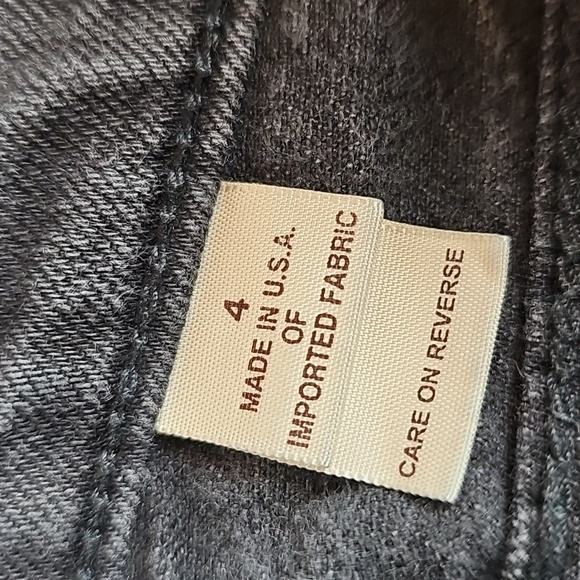 4
MADE IN U.S.A.
OF
IMPORTED FABRIC
CARE ON REVERSE